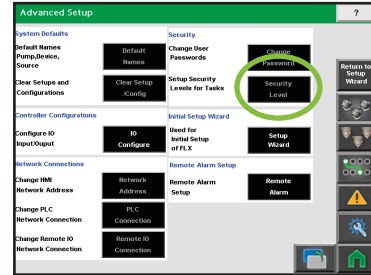 Advanced Setup
?
System Defaults
Default Names
Pump,Device,
Source
Default
Names
Clear Setups and
Configurations
Clear Setup
/Config
Controller Configurations
Configure IO
Input/Ouput
IO
Configure
Network Connections
Change HMI
Network Address
Network
Address
Change PLC
Network Connection
PLC
Connection
Change Remote IO
Network Connection
Remote IO
Connection
Security
Change User
Passwords
Change
Password
Setup Security
Levels for Tasks
Security
Level
Initial Setup Wizard
Used for
Initial Setup
of FLX
Setup
Wizard
Remote Alarm Setup
Remote Alarm
Setup
Remote
Alarm
Return to
Setup
Wizard